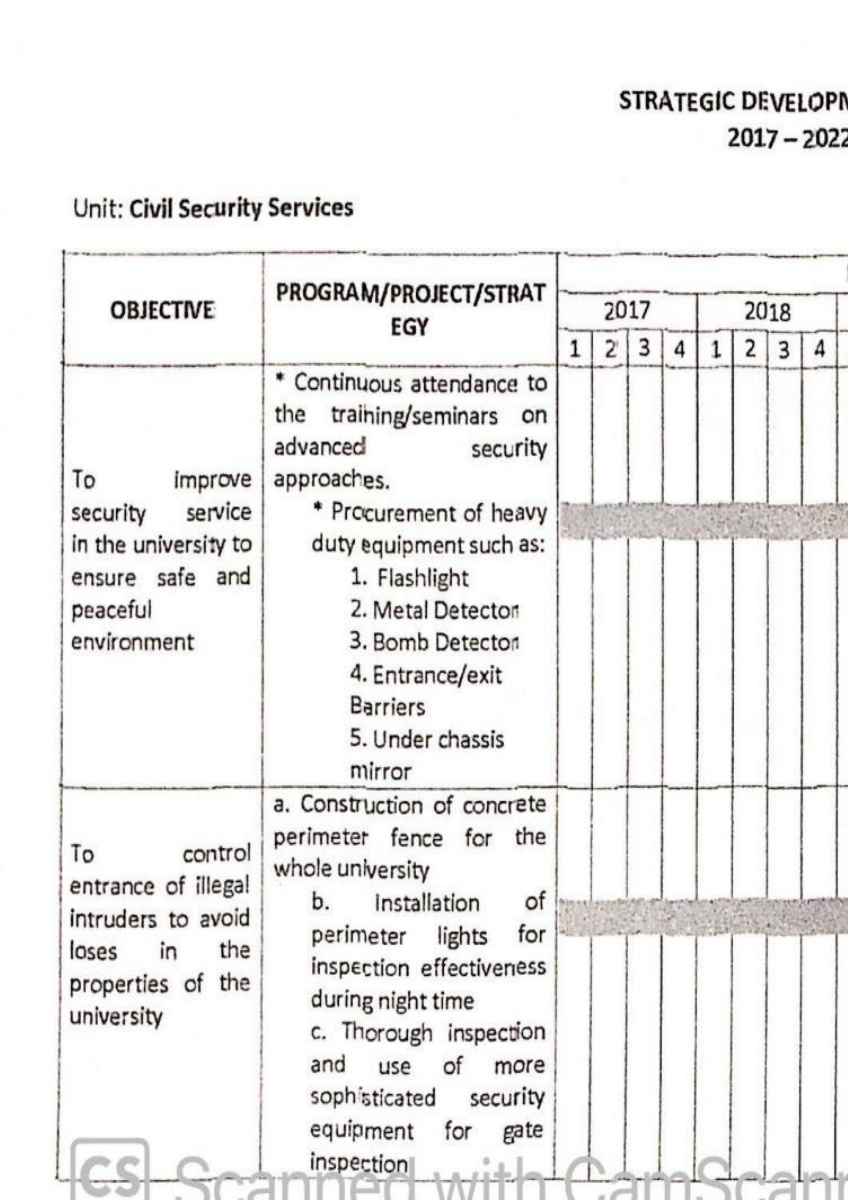 STRATEGIC DEVELOPM
2017 – 2022
Unit: Civil Security Services
OBJECTIVE
PROGRAM/PROJECT/STRAT
EGY
2017
2018
1 2 3 4 1 2 3 4
* Continuous attendance to
the training/seminars on
advanced security
approaches.
* Procurement of heavy
duty equipment such as:
1. Flashlight
2. Metal Detector
3. Bomb Detector
4. Entrance/exit
Barriers
5. Under chassis
mirror
To improve
security service
in the university to
ensure safe and
peaceful
environment
a. Construction of concrete
perimeter fence for the
whole university
b. Installation of
perimeter lights for
inspection effectiveness
during night time
c. Thorough inspection
and use of more
sophisticated security
equipment for gate
inspection
To control
entrance of illegal
intruders to avoid
loses in the
properties of the
university
CS Scanned with CamScann